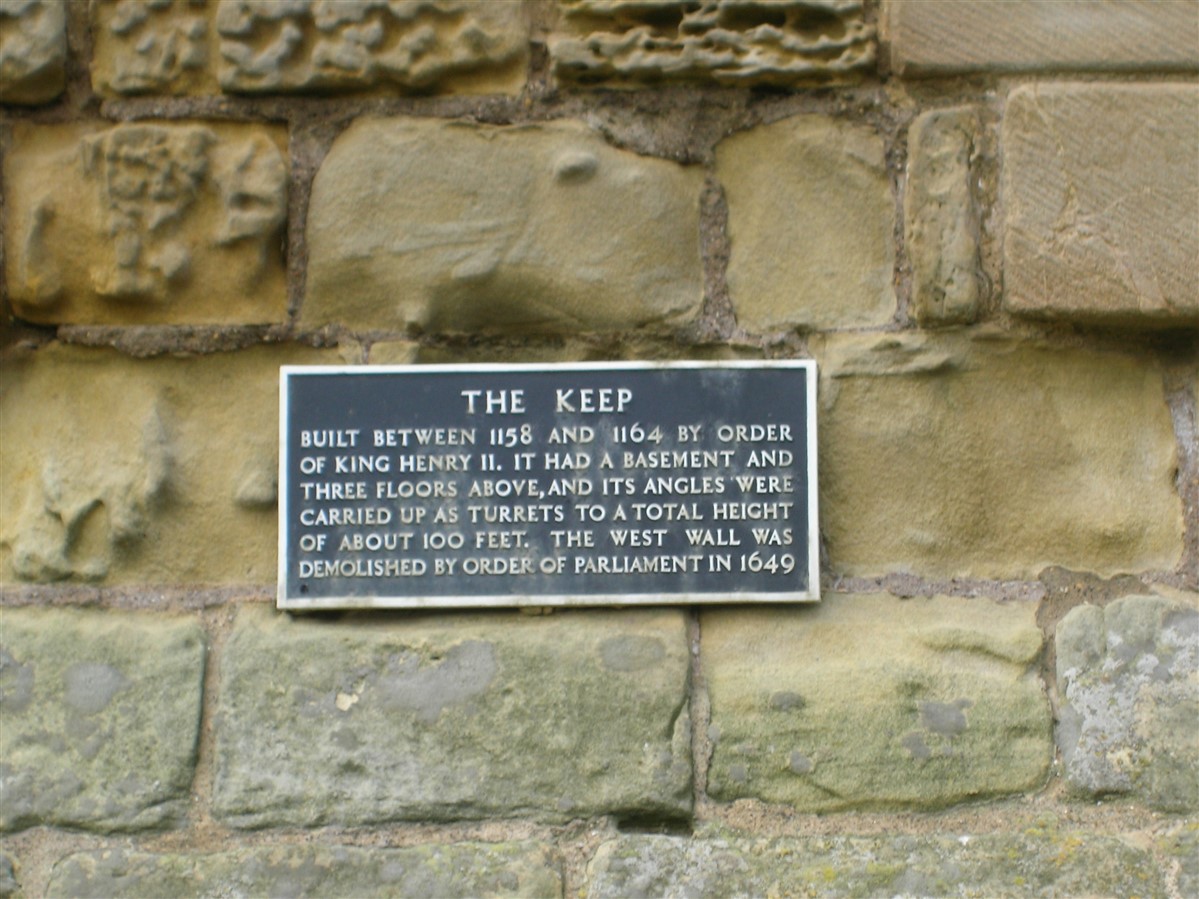 THE KEEP
BUILT BETWEEN 1158 AND 1164 BY ORDER
OF KING HENRY II. IT HAD A BASEMENT AND
THREE FLOORS ABOVE, AND ITS ANGLES WERE
CARRIED UP AS TURRETS TO A TOTAL HEIGHT
OF ABOUT 100 FEET. THE WEST WALL WAS
DEMOLISHED BY ORDER OF PARLIAMENT IN 1649